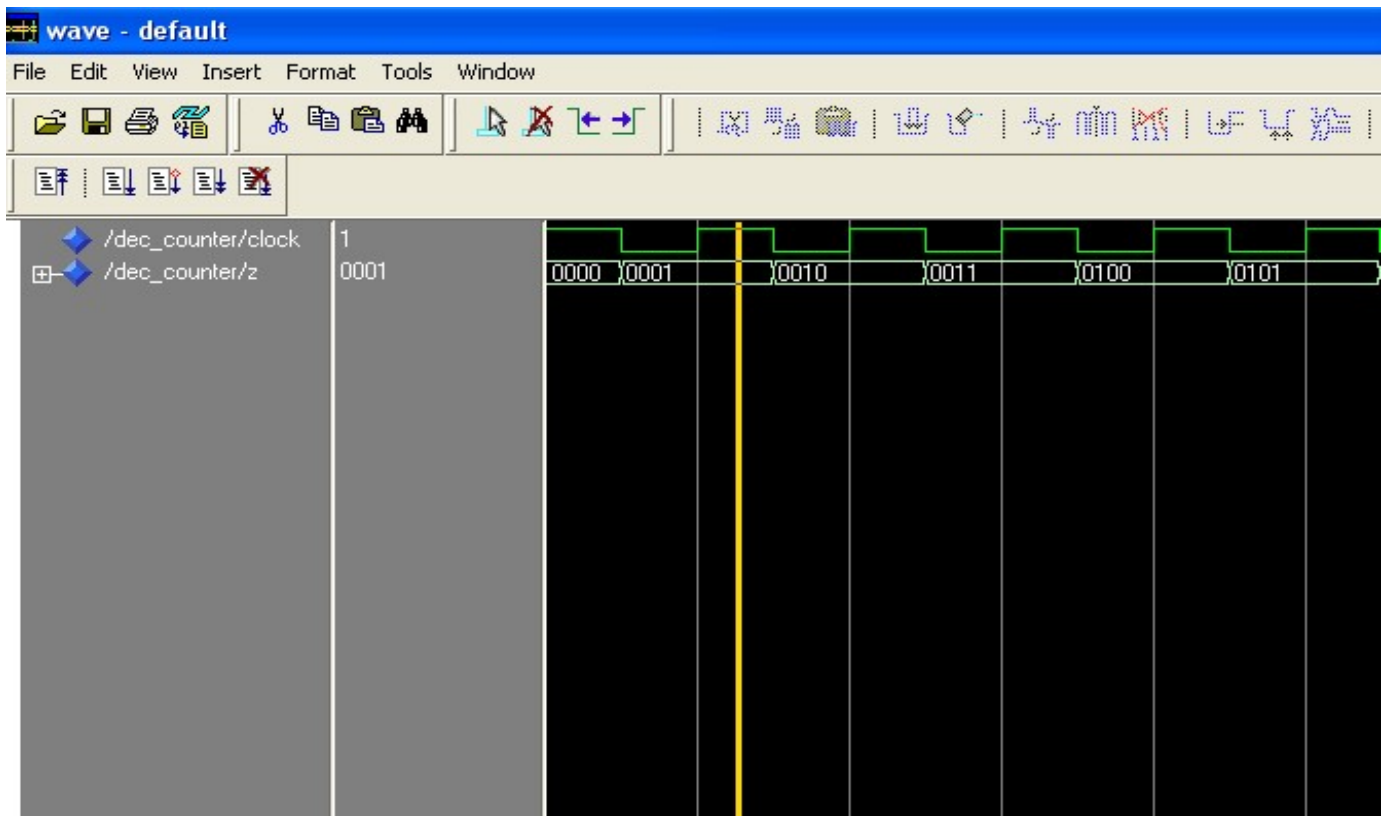 wave - default
File Edit View Insert Format Tools Window
/dec_counter/clock 1
/dec_counter/z 0001 0000 0001 0010 0011 0100 0101